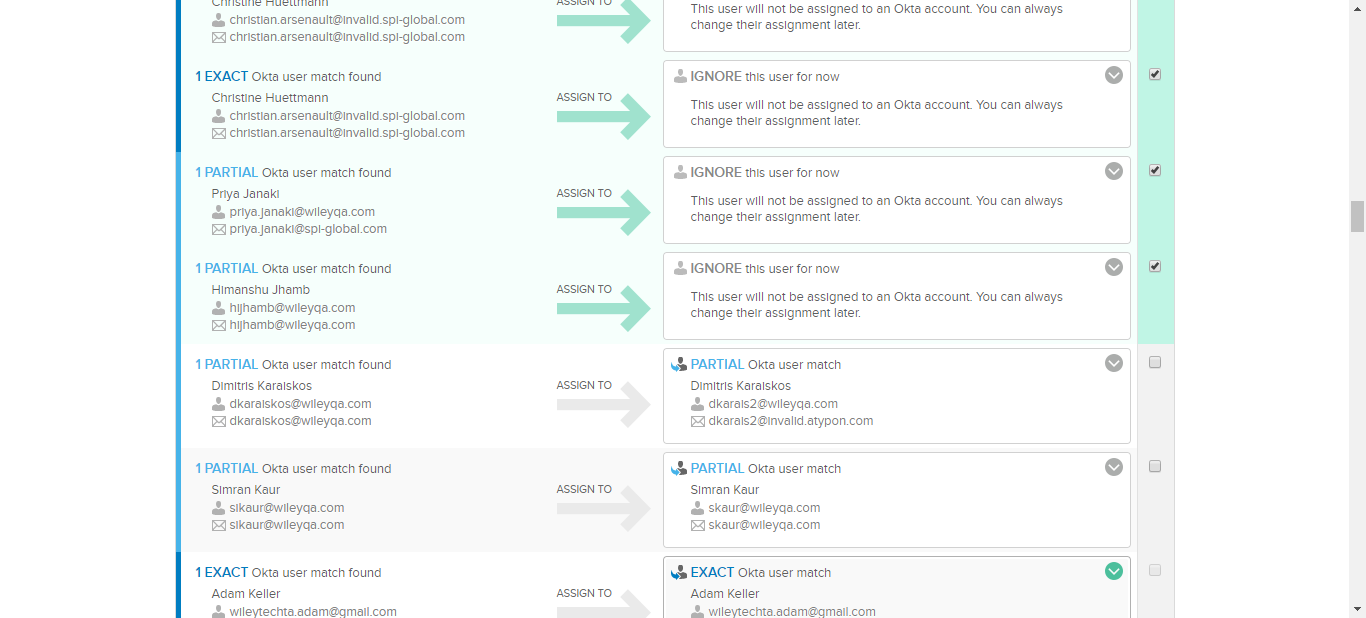 Christine Huettmann
christian.arsenault@invalid.spi-global.com
christian.arsenault@invalid.spi-global.com
ASSIGN TO
This user will not be assigned to an Okta account. You can always
change their assignment later.
1 EXACT Okta user match found
Christine Huettmann
christian.arsenault@invalid.spi-global.com
christian.arsenault@invalid.spi-global.com
ASSIGN TO
IGNORE this user for now
This user will not be assigned to an Okta account. You can always
change their assignment later.
1 PARTIAL Okta user match found
Priya Janaki
priya.janaki@wileyqa.com
priya.janaki@spi-global.com
ASSIGN TO
IGNORE this user for now
This user will not be assigned to an Okta account. You can always
change their assignment later.
1 PARTIAL Okta user match found
Himanshu Jhamb
hijhamb@wileyqa.com
hijhamb@wileyqa.com
ASSIGN TO
IGNORE this user for now
This user will not be assigned to an Okta account. You can always
change their assignment later.
1 PARTIAL Okta user match found
Dimitris Karaiskos
dkaraiskos@wileyqa.com
dkaraiskos@wileyqa.com
ASSIGN TO
PARTIAL Okta user match
Dimitris Karaiskos
dkarais2@wileyqa.com
dkarais2@invalid.atypon.com
1 PARTIAL Okta user match found
Simran Kaur
sikaur@wileyqa.com
sikaur@wileyqa.com
ASSIGN TO
PARTIAL Okta user match
Simran Kaur
skaur@wileyqa.com
skaur@wileyqa.com
1 EXACT Okta user match found
Adam Keller
wileytechta.adam@gmail.com
ASSIGN TO
EXACT Okta user match
Adam Keller
wileytechta.adam@gmail.com